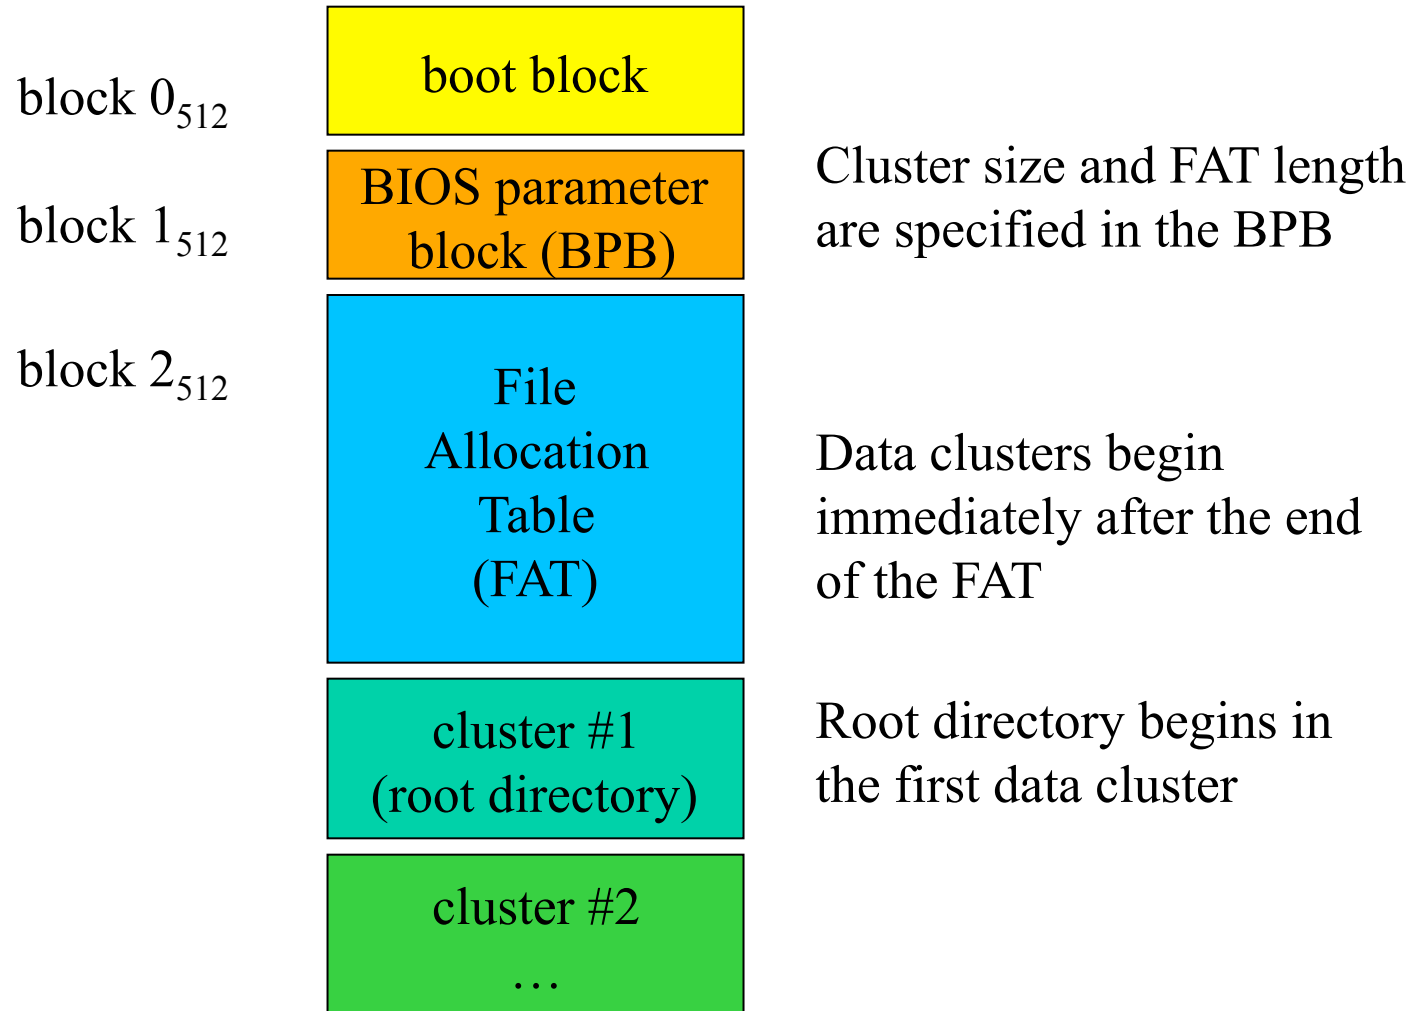 boot block
block 0512
Cluster size and FAT length
are specified in the BPB
BIOS parameter
block (BPB)
block 1512
block 2512
File
Allocation
Table
(FAT)
Data clusters begin
immediately after the end
of the FAT
cluster #1
(root directory)
Root directory begins in
the first data cluster
cluster #2
…